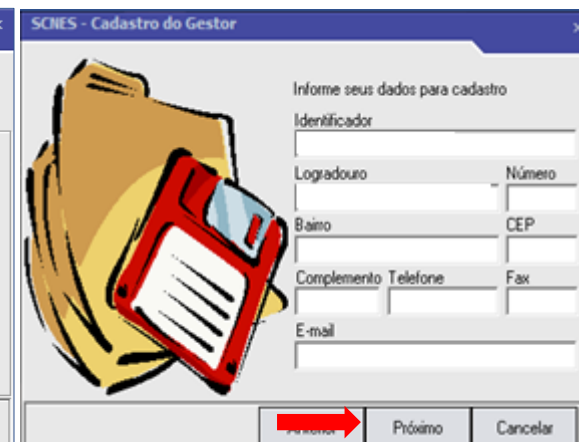 SCNES - Cadastro do Gestor
Informe seus dados para cadastro
Identificador
Logradouro Número
Bairro CEP
Complemento Telefone Fax
E-mail
Próximo Cancelar